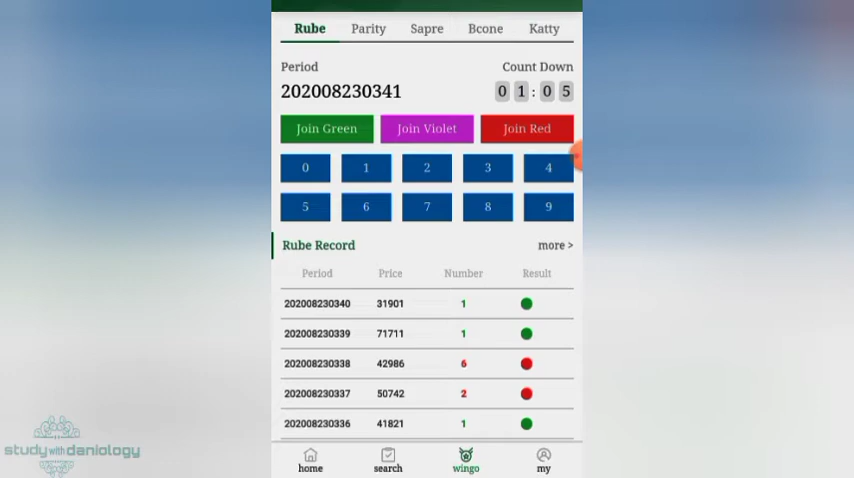 Rube Parity Sapre Bcone Katty
Period Count Down
202008230341 0 1 : 0 5
Join Green Join Violet Join Red
0 1 2 3 4
5 6 7 8 9
Rube Record more >
Period Price Number Result
202008230340 31901 1
202008230339 71711 1
202008230338 42986 6
202008230337 50742 2
202008230336 41821 1
home search wingo my
study with daniology